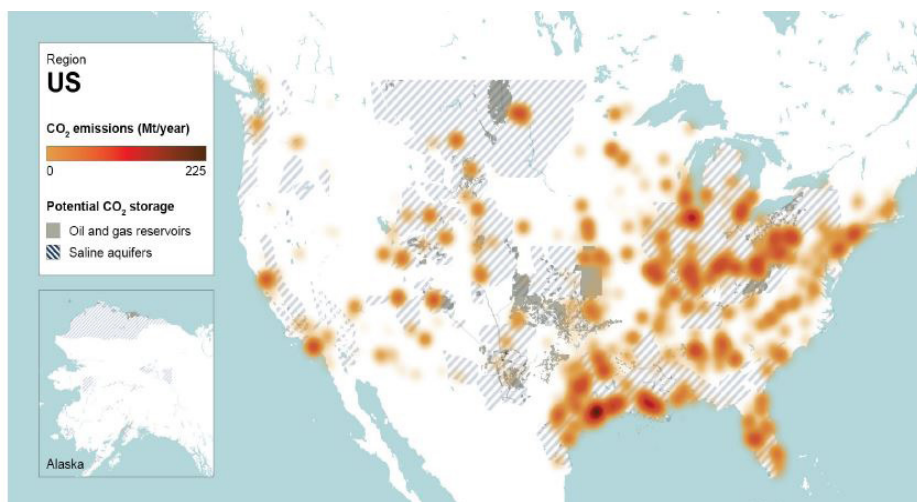 Region
US
CO₂ emissions (Mt/year)
0 225
Potential CO₂ storage
Oil and gas reservoirs
Saline aquifers
Alaska